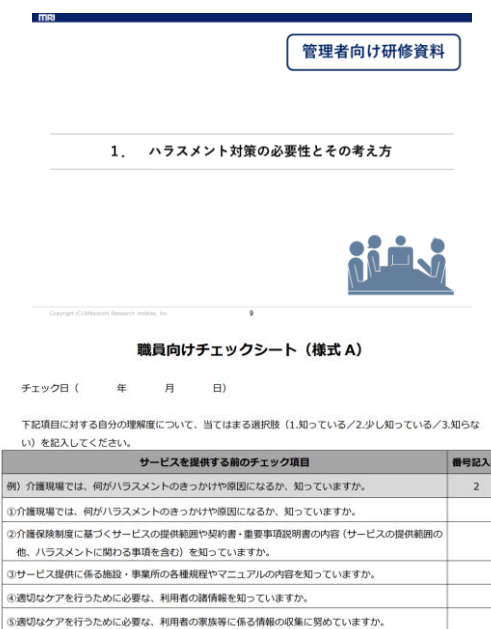 MRI
管理者向け研修資料
1. ハラスメント対策の必要性とその考え方
Copyright (C) Mitsubishi Research Institute, Inc.
9
職員向けチェックシート（様式 A）
チェック日（　　年　　月　　日）
下記項目に対する自分の理解度について、当てはまる選択肢（1.知っている／2.少し知っている／3.知らな
い）を記入してください。
サービスを提供する前のチェック項目 番号記入
例）介護現場では、何がハラスメントのきっかけや原因になるか、知っていますか。 2
①介護現場では、何がハラスメントのきっかけや原因になるか、知っていますか。
②介護保険制度に基づくサービスの提供範囲や契約書・重要事項説明書の内容（サービスの提供範囲の
他、ハラスメントに関わる事項を含む）を知っていますか。
③サービス提供に係る施設・事業所の各種規程やマニュアルの内容を知っていますか。
④適切なケアを行うために必要な、利用者の諸情報を知っていますか。
⑤適切なケアを行うために必要な、利用者の家族等に係る情報の収集に努めていますか。